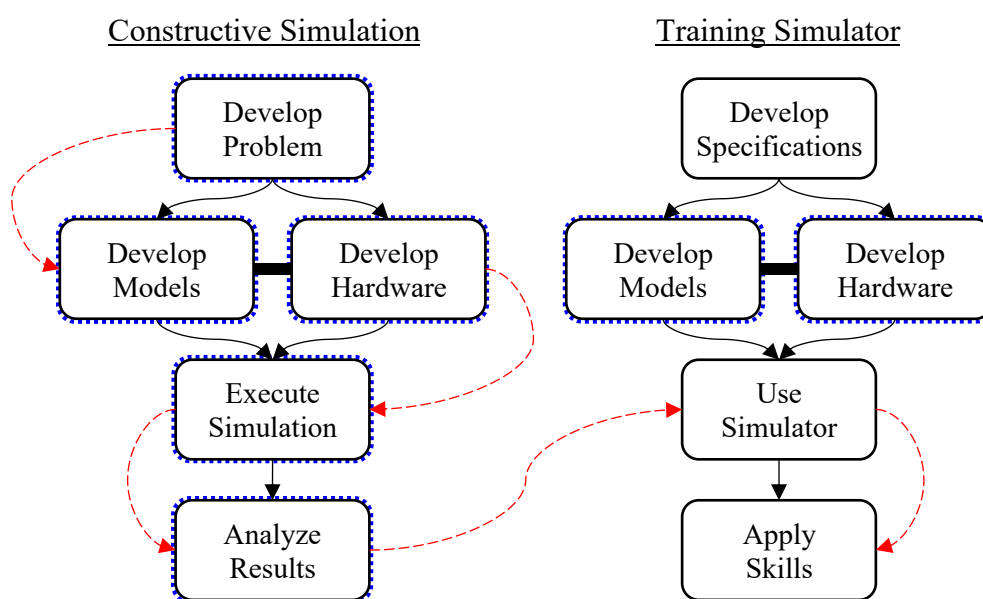 Constructive Simulation
Training Simulator
Develop
Problem
Develop
Specifications
Develop
Models
Develop
Hardware
Develop
Models
Develop
Hardware
Execute
Simulation
Use
Simulator
Analyze
Results
Apply
Skills